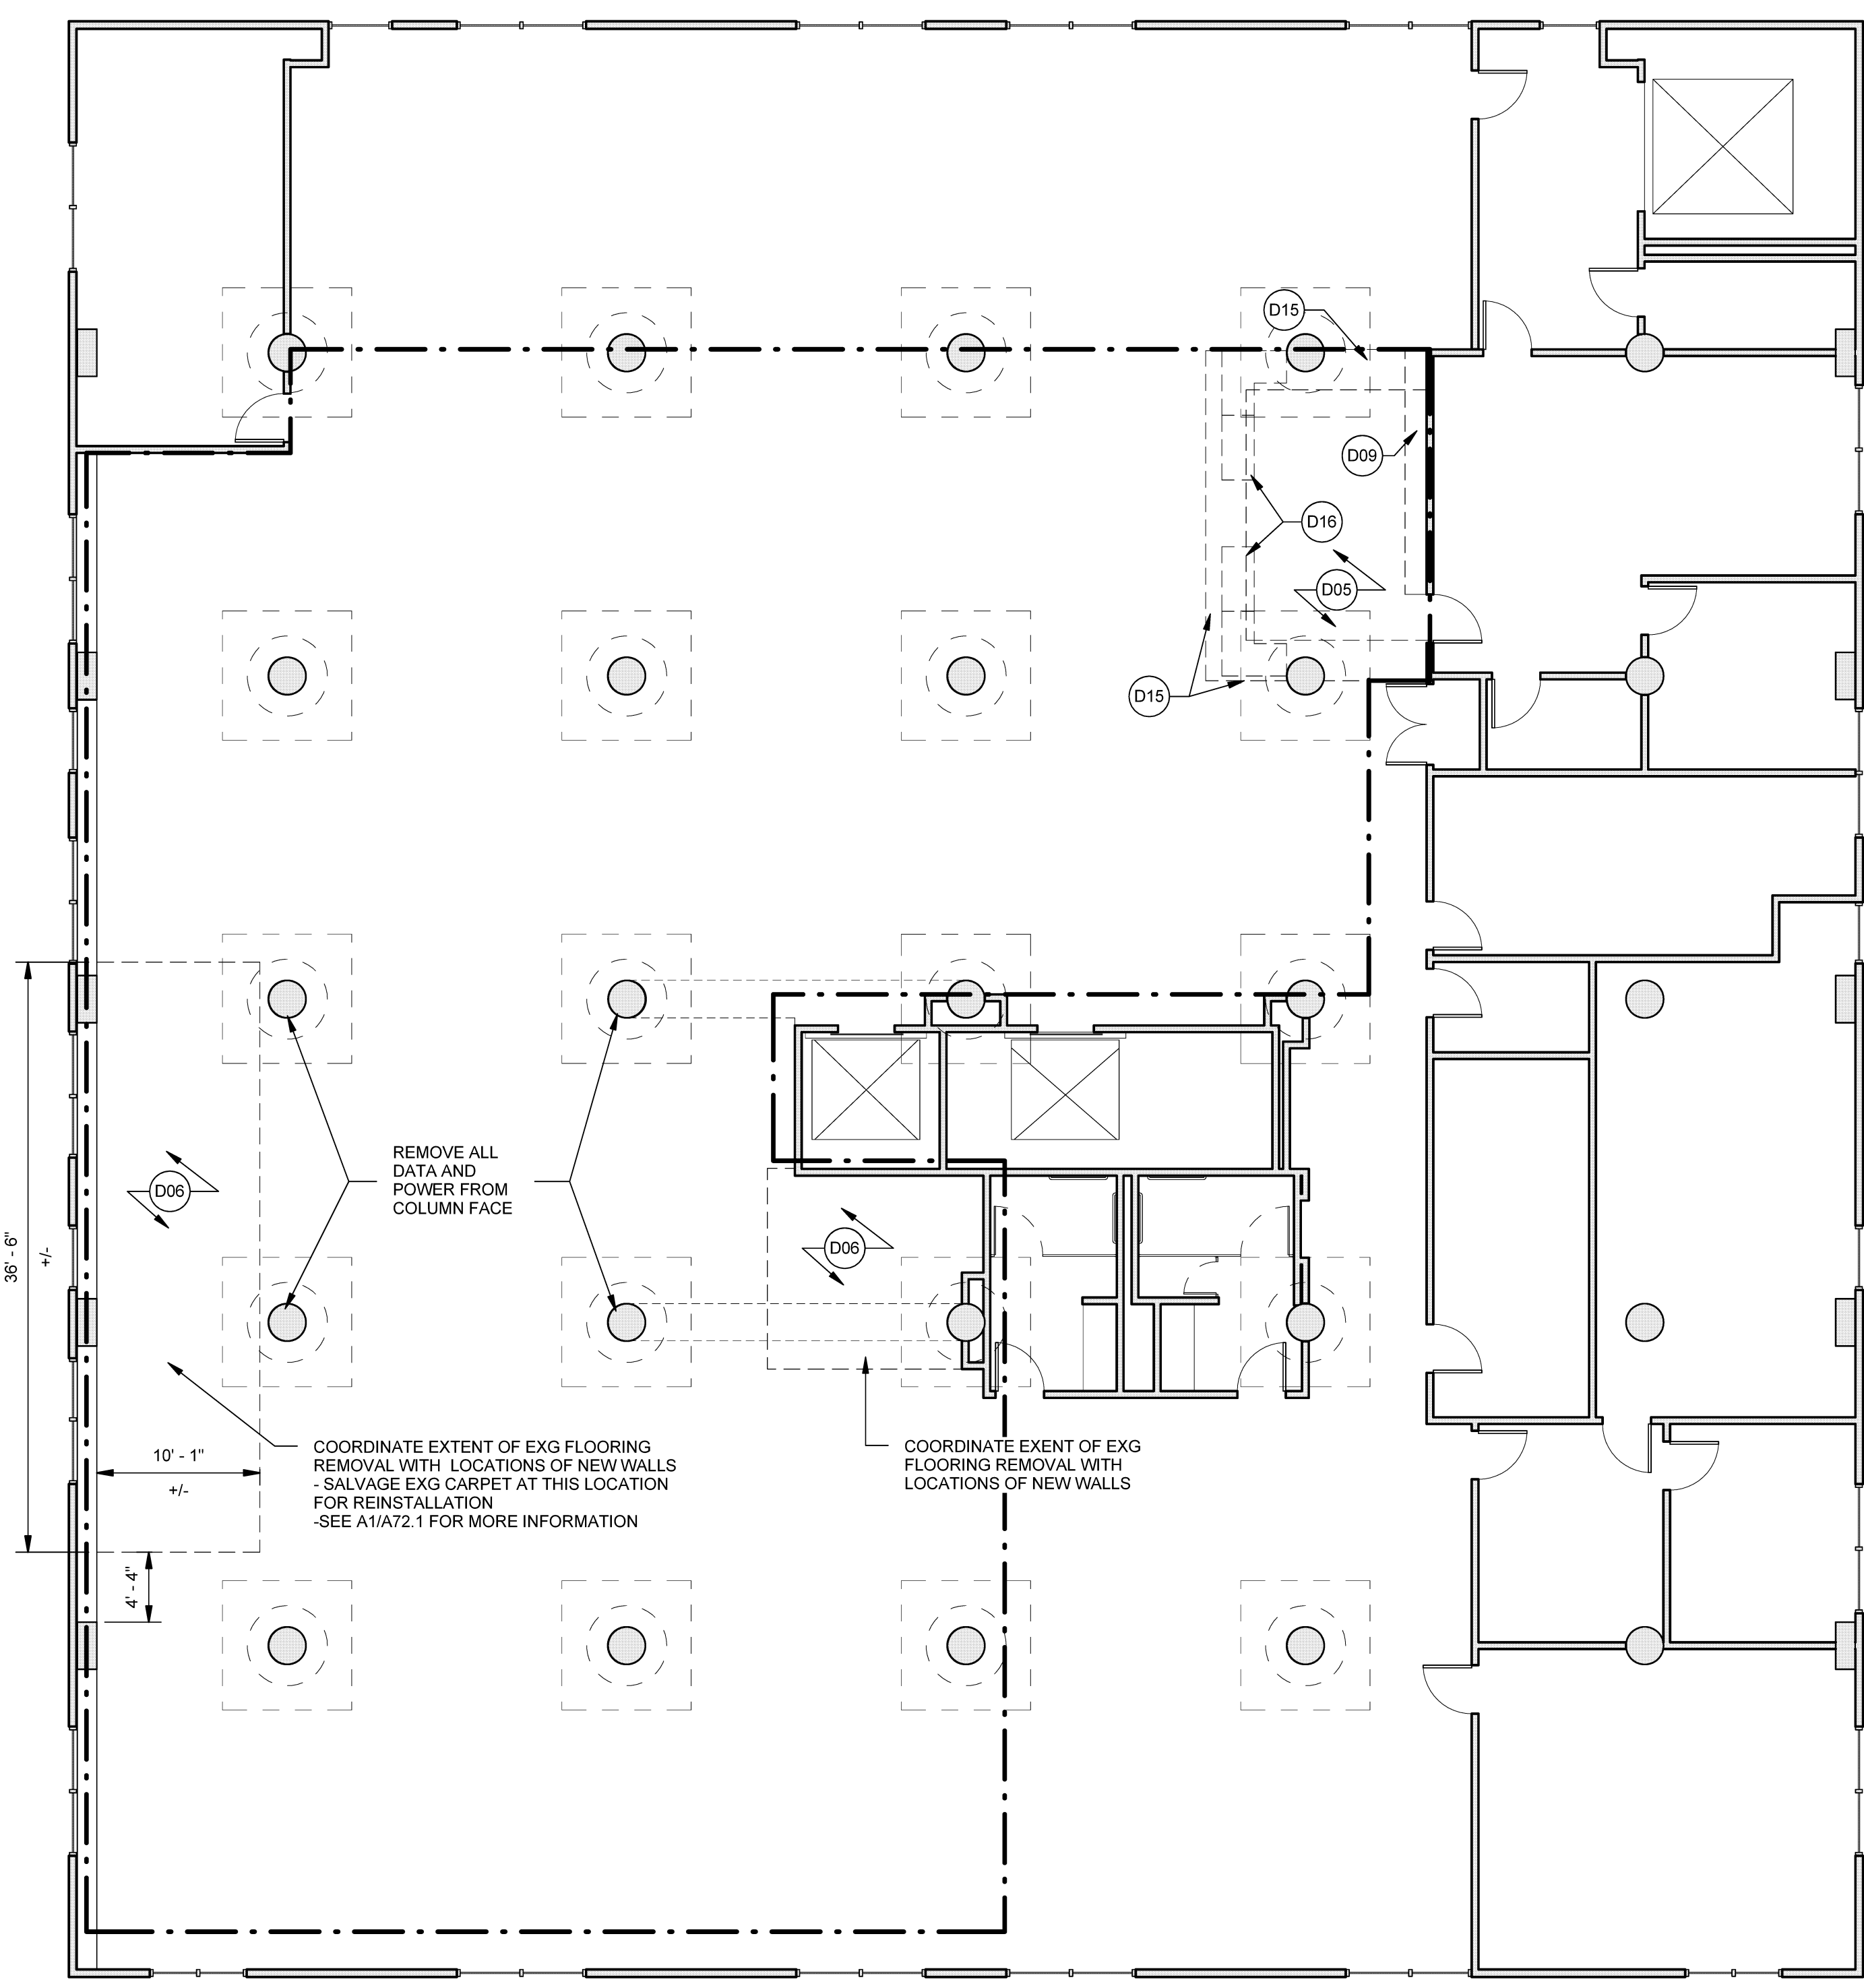 D15
D09
D16
D05
D15
REMOVE ALL
DATA AND
POWER FROM
COLUMN FACE
D06
D06
36' - 6"
+/-
10' - 1"
+/-
4' - 4"
COORDINATE EXTENT OF EXG FLOORING
REMOVAL WITH LOCATIONS OF NEW WALLS
- SALVAGE EXG CARPET AT THIS LOCATION
FOR REINSTALLATION
-SEE A1/A72.1 FOR MORE INFORMATION
COORDINATE EXENT OF EXG
FLOORING REMOVAL WITH
LOCATIONS OF NEW WALLS